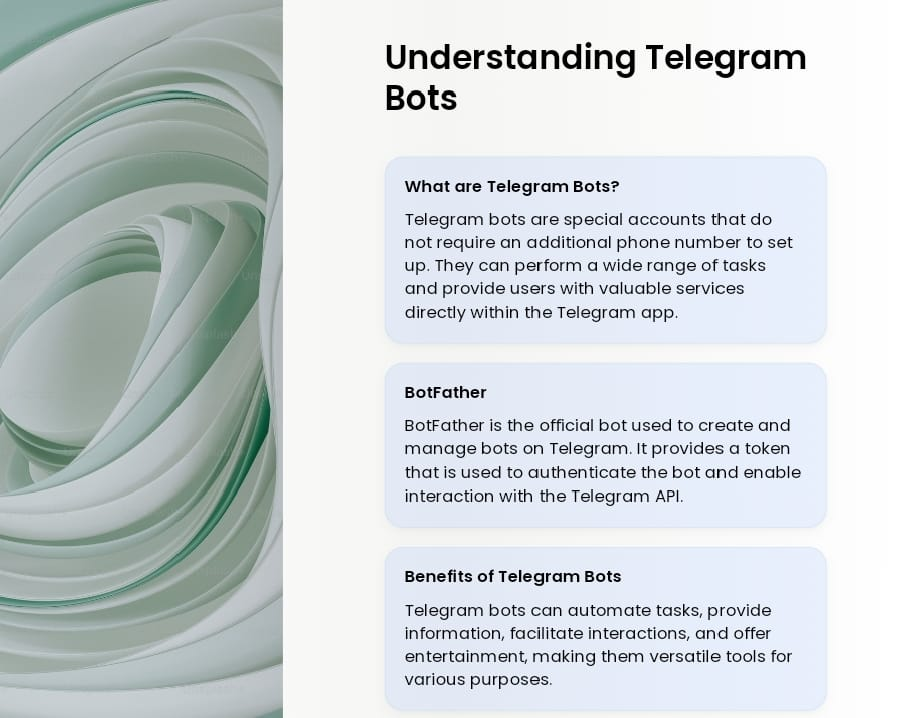 Understanding Telegram
Bots
What are Telegram Bots?
Telegram bots are special accounts that do
not require an additional phone number to set
up. They can perform a wide range of tasks
and provide users with valuable services
directly within the Telegram app.
BotFather
BotFather is the official bot used to create and
manage bots on Telegram. It provides a token
that is used to authenticate the bot and enable
interaction with the Telegram API.
Benefits of Telegram Bots
Telegram bots can automate tasks, provide
information, facilitate interactions, and offer
entertainment, making them versatile tools for
various purposes.